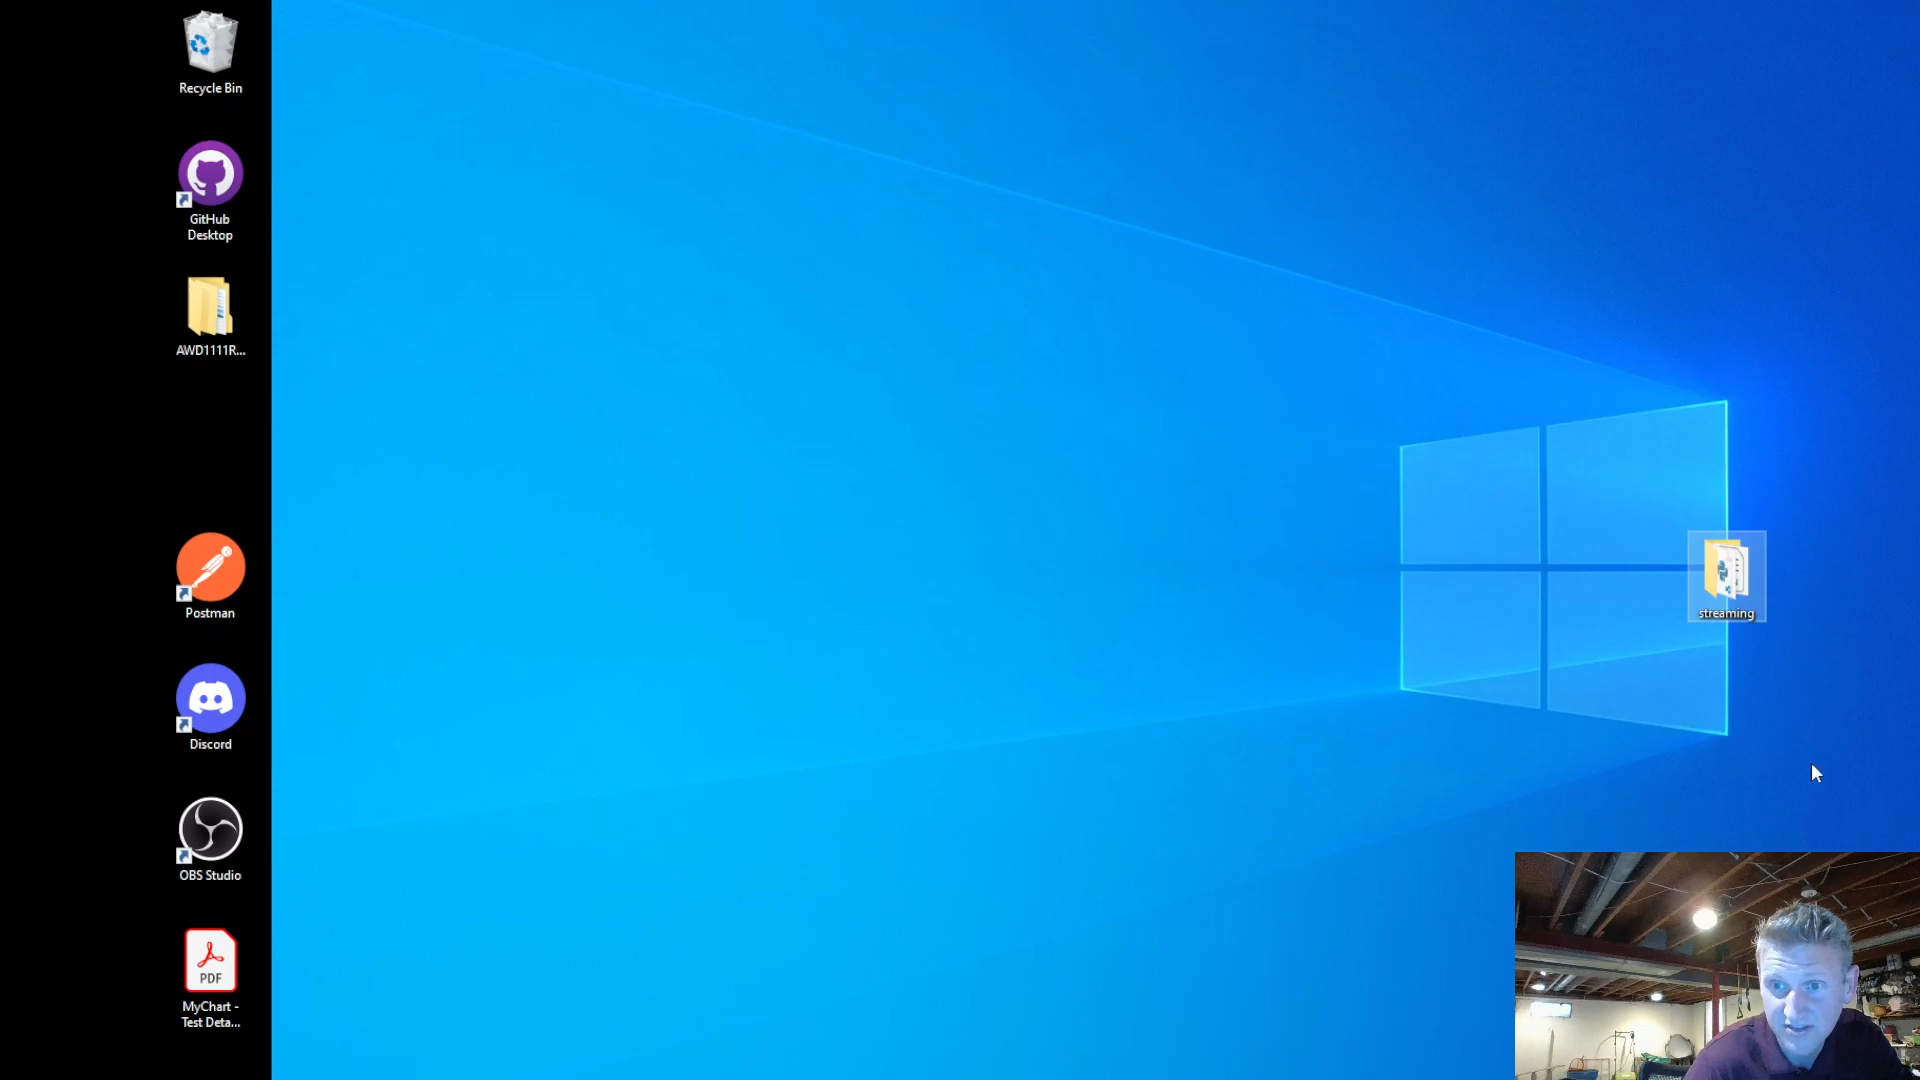 Recycle Bin
GitHub
Desktop
AWD1111R...
Postman
Discord
OBS Studio
PDF
MyChart -
Test Deta...
streaming